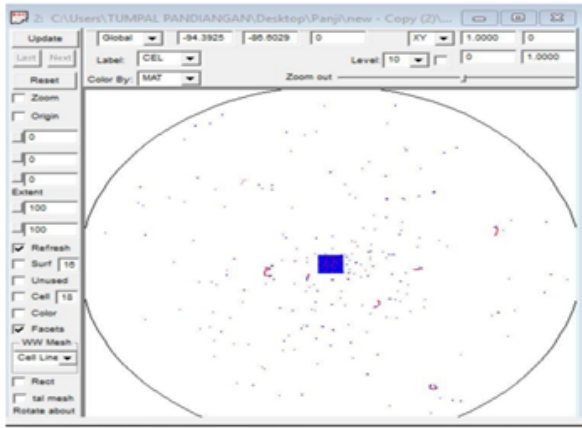 2: C:\Users\TUMPAL PANDIANGAN\Desktop\Panji\new - Copy (2)\...
Update Global -94.3925 -86.6029 0 XY 1.0000 0
Last Next Label: CEL Level: 10 0 1.0000
Reset Color By: MAT Zoom out
Zoom
Origin
0
0
0
Extent
100
100
Refresh
Surf 16
Unused
Cell 18
Color
Facets
WW Mesh
Cell Line
Rect
tal mesh
Rotate about